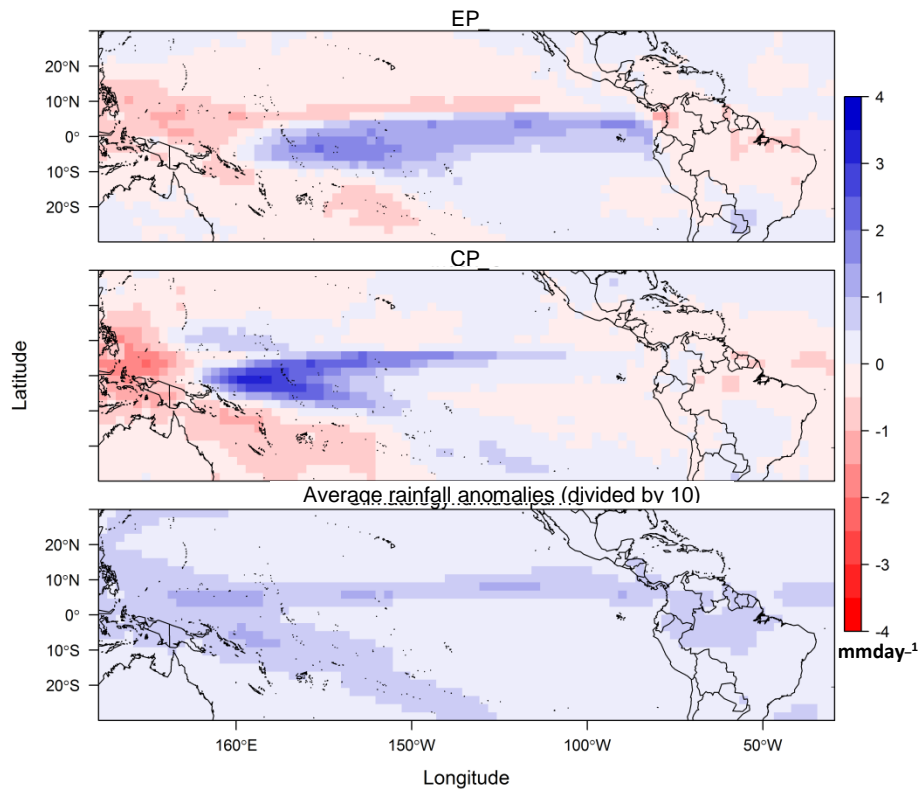 EP_
20°N
10°N
0°
10°S
20°S
CP_
Latitude
Average rainfall anomalies (divided by 10)
20°N
10°N
0°
10°S
20°S
160°E
150°W
100°W
50°W
Longitude
4
3
2
1
0
-1
-2
-3
-4
mmday–1